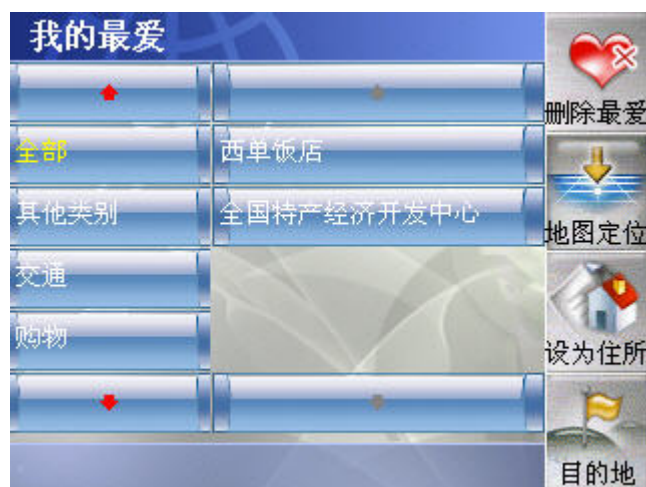 我的最爱
全部
西单饭店
其他类别
全国特产经济开发中心
交通
购物
删除最爱
地图定位
设为住所
目的地